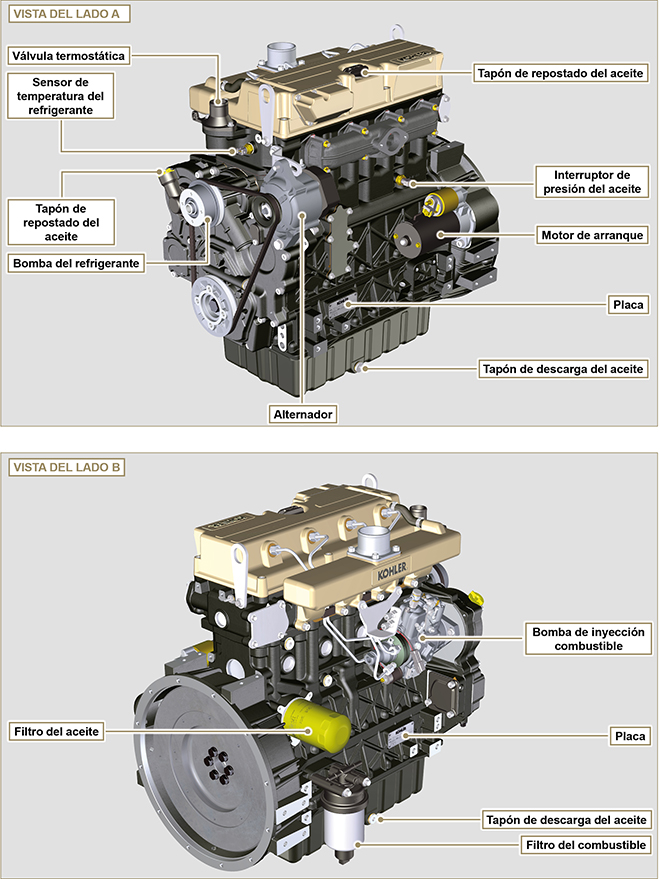 VISTA DEL LADO A
Válvula termostática
Sensor de
temperatura del
refrigerante
Tapón de repostado del aceite
Tapón de
repostado del
aceite
Interruptor de
presión del aceite
Motor de arranque
Bomba del refrigerante
Placa
Tapón de descarga del aceite
Alternador
VISTA DEL LADO B
KOHLER
Bomba de inyección
combustible
Filtro del aceite
Placa
Tapón de descarga del aceite
Filtro del combustible